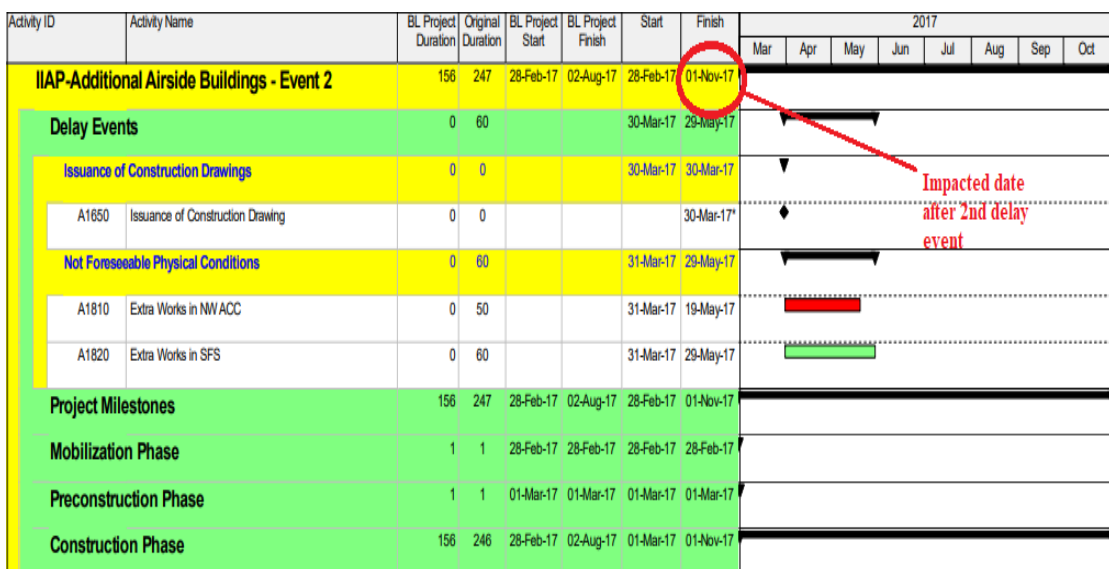 Activity ID Activity Name BL Project Duration Original Duration BL Project Start BL Project Finish Start Finish 2017
Mar Apr May Jun Jul Aug Sep Oct
IIAP-Additional Airside Buildings - Event 2 156 247 28-Feb-17 02-Aug-17 28-Feb-17 01-Nov-17
Delay Events 0 60 30-Mar-17 29-May-17
Issuance of Construction Drawings 0 0 30-Mar-17 30-Mar-17
A1650 Issuance of Construction Drawing 0 0 30-Mar-17*
Impacted date
after 2nd delay
event
Not Foreseeable Physical Conditions 0 60 31-Mar-17 29-May-17
A1810 Extra Works in NW ACC 0 50 31-Mar-17 19-May-17
A1820 Extra Works in SFS 0 60 31-Mar-17 29-May-17
Project Milestones 156 247 28-Feb-17 02-Aug-17 28-Feb-17 01-Nov-17
Mobilization Phase 1 1 28-Feb-17 28-Feb-17 28-Feb-17 28-Feb-17
Preconstruction Phase 1 1 01-Mar-17 01-Mar-17 01-Mar-17 01-Mar-17
Construction Phase 156 246 28-Feb-17 02-Aug-17 01-Mar-17 01-Nov-17